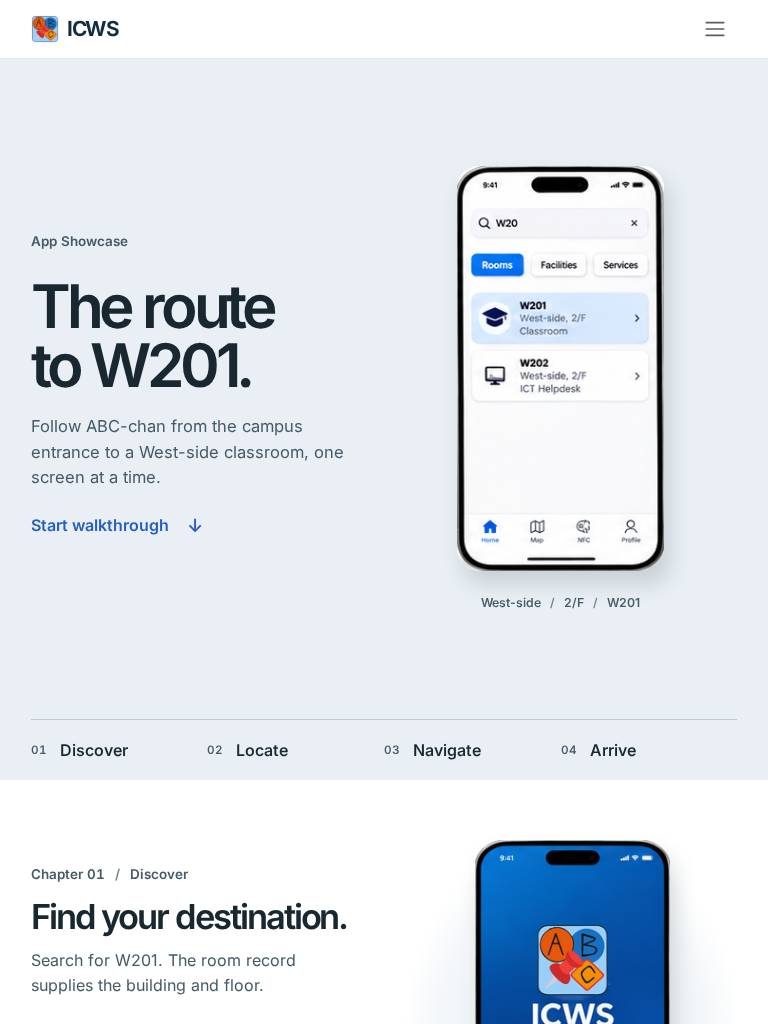 ICWS
App Showcase
The route
to W201.
Follow ABC-chan from the campus
entrance to a West-side classroom, one
screen at a time.
Start walkthrough
9:41
W20
Rooms Facilities Services
W201
West-side, 2/F
Classroom
W202
West-side, 2/F
ICT Helpdesk
Home Map NFC Profile
West-side / 2/F / W201
01 Discover 02 Locate 03 Navigate 04 Arrive
Chapter 01 / Discover
Find your destination.
Search for W201. The room record
supplies the building and floor.
9:41
A B C
ICWS